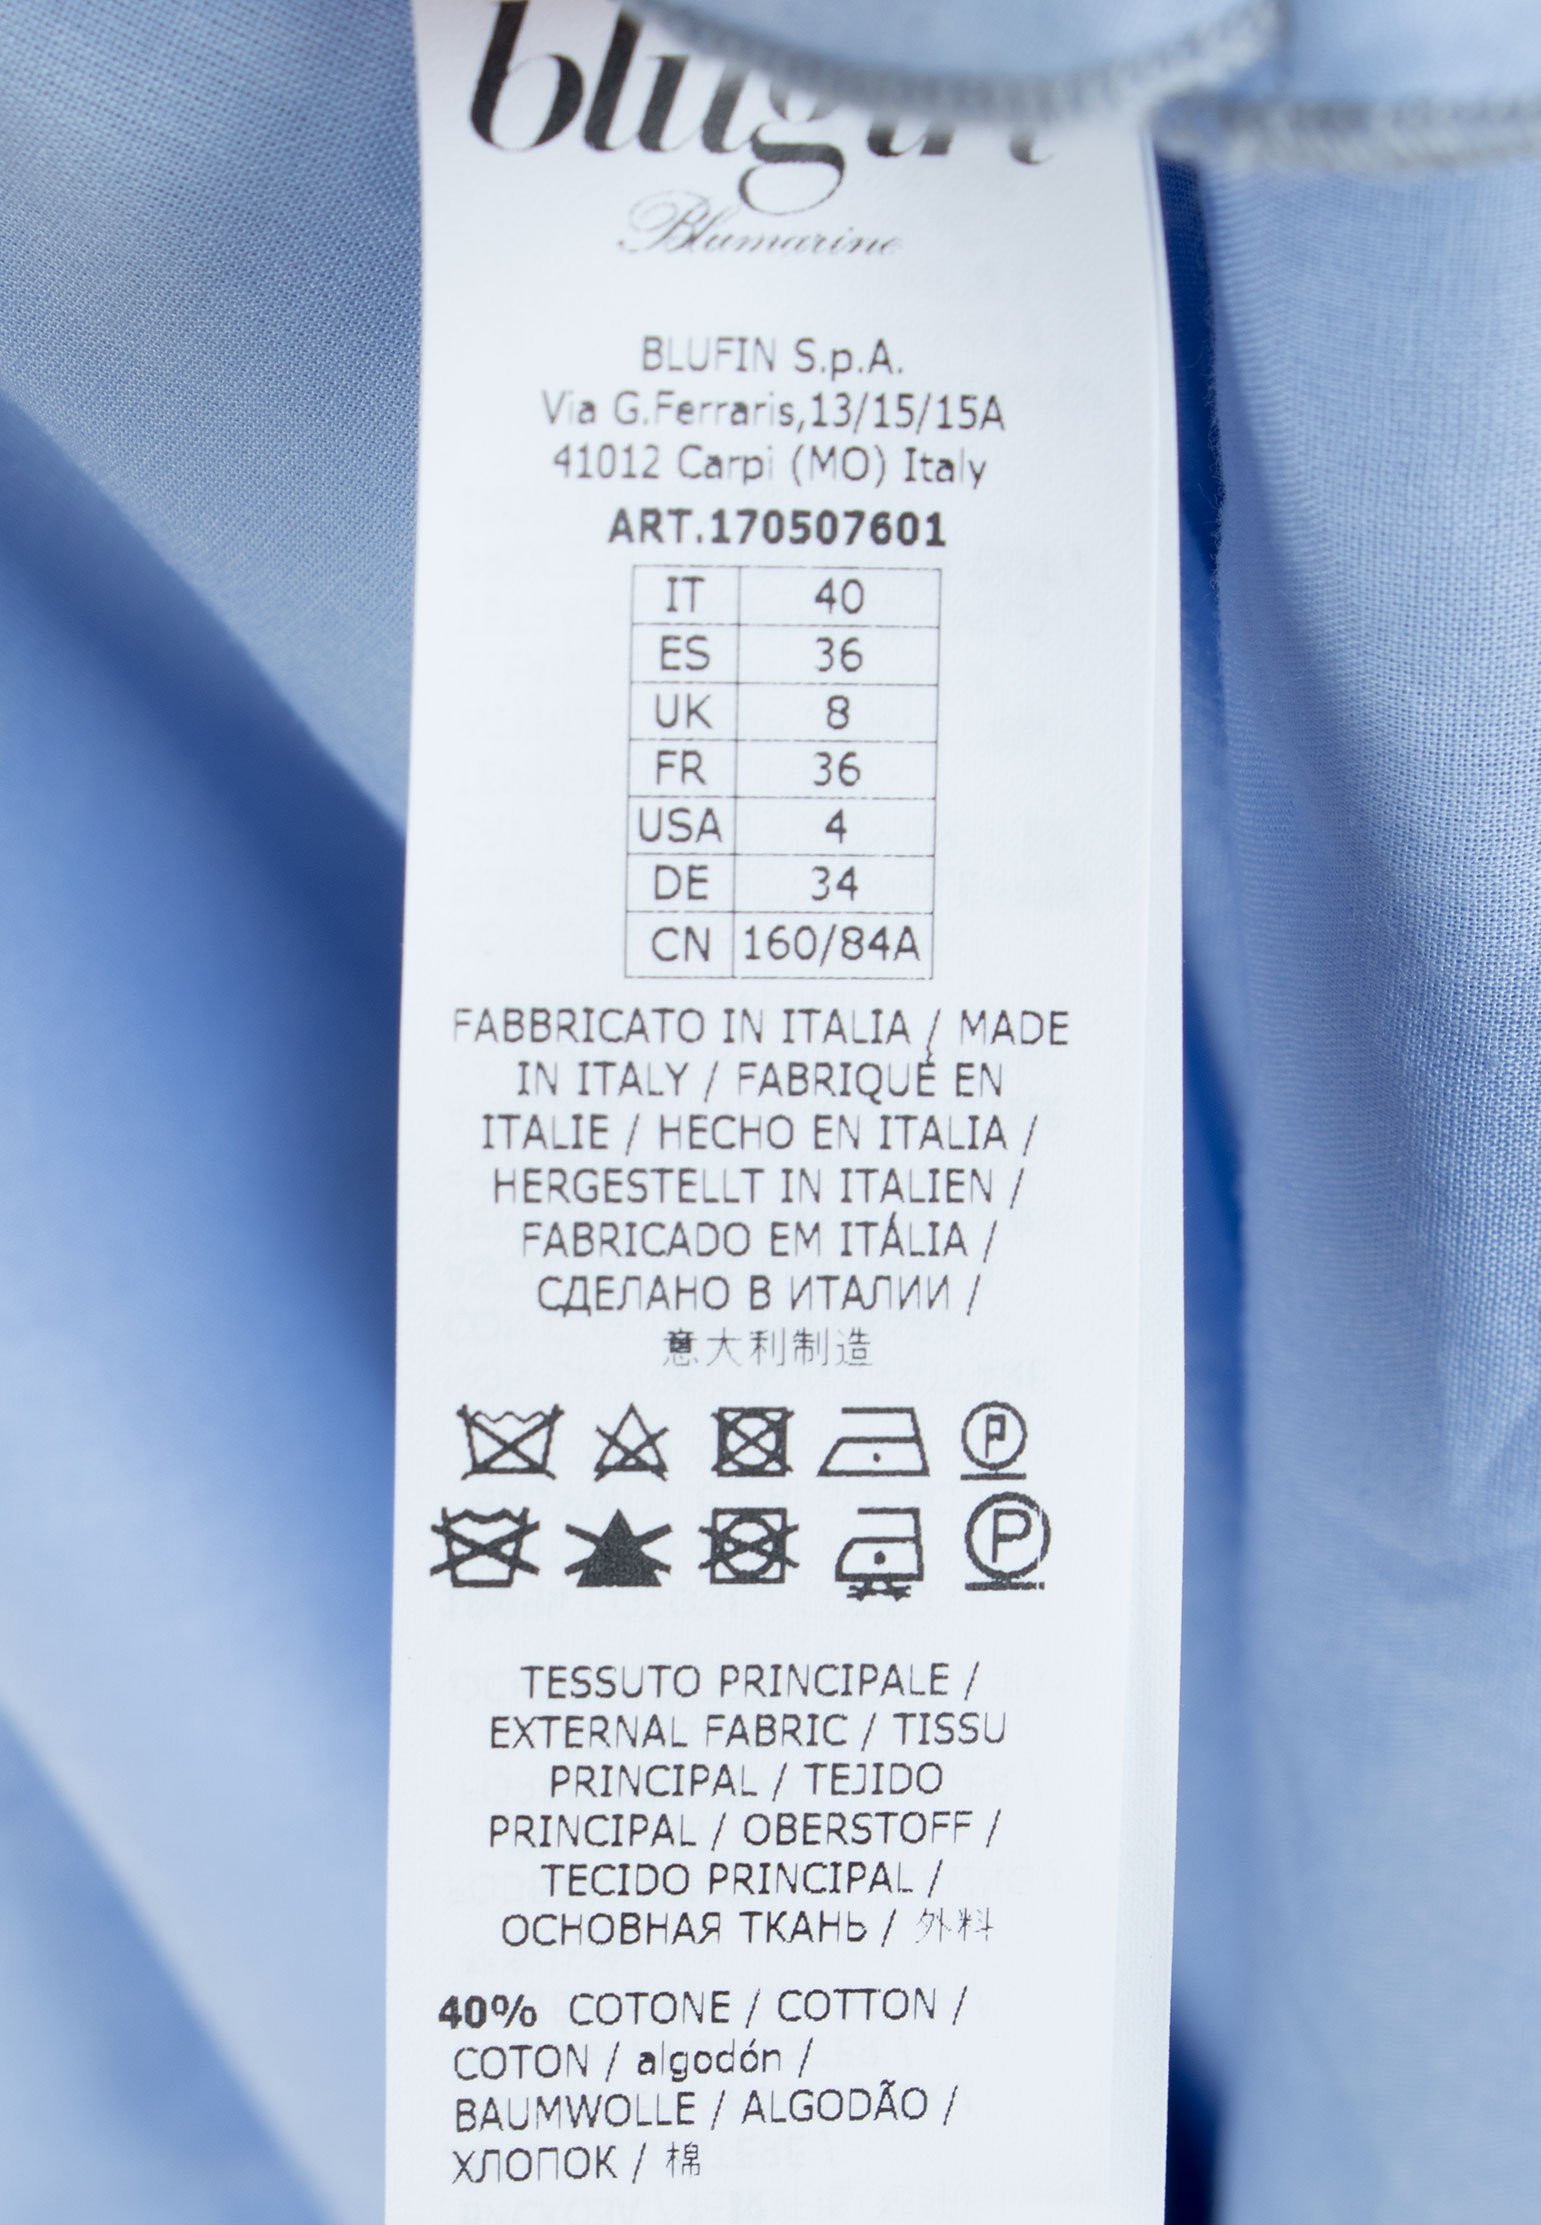 blugirl
Blumarine
BLUFIN S.p.A.
Via G.Ferraris,13/15/15A
41012 Carpi (MO) Italy
ART.170507601
IT 40
ES 36
UK 8
FR 36
USA 4
DE 34
CN 160/84A
FABBRICATO IN ITALIA / MADE
IN ITALY / FABRIQUÉ EN
ITALIE / HECHO EN ITALIA /
HERGESTELLT IN ITALIEN /
FABRICADO EM ITÁLIA /
СДЕЛАНО В ИТАЛИИ /
意大利制造
P
P
TESSUTO PRINCIPALE /
EXTERNAL FABRIC / TISSU
PRINCIPAL / TEJIDO
PRINCIPAL / OBERSTOFF /
TECIDO PRINCIPAL /
ОСНОВНАЯ ТКАНЬ / 外料
40% COTONE / COTTON /
COTON / algodón /
BAUMWOLLE / ALGODÃO /
ХЛОПОК / 棉